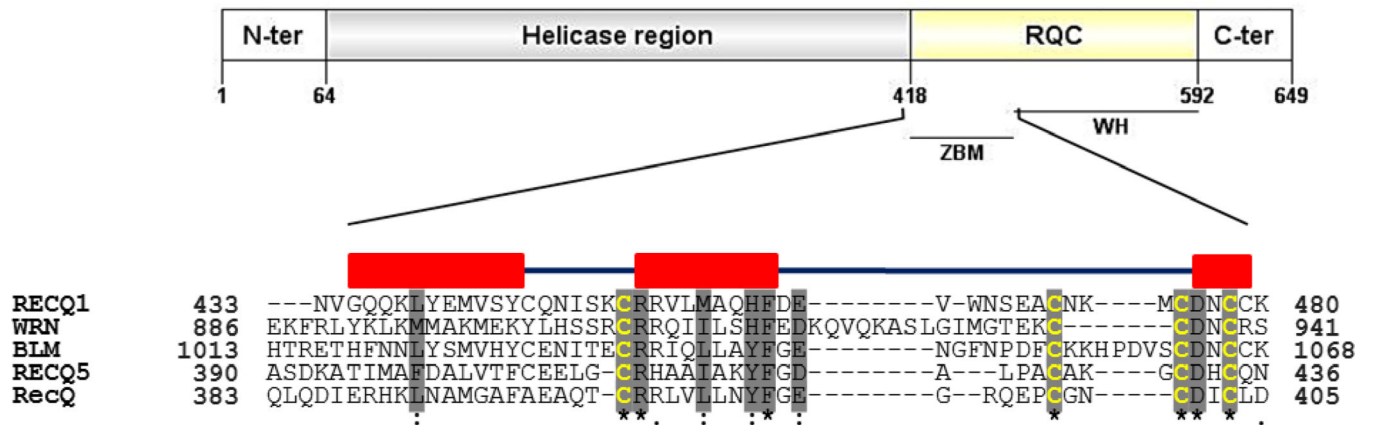 N-ter Helicase region RQC C-ter
1 64 418 592 649
WH
ZBM
RECQ1 433 ---NVGQQKLYEMVSYCQNISKCRRVLMAQHFDE--------V-WNSEACNK----MCDNCCK 480
WRN 886 EKFRLYKLKMMAKMEKYLHSSRCRRQIILSHFEDKQVQKASLGIMGTEKC-------CDNCRS 941
BLM 1013 HTRETHFNNLYSMVHYCENITECRRIQLLAYFGE--------NGFNPDFCKKHPDVSCDNCCK 1068
RECQ5 390 ASDKATIMAFDALVTFCEELG-CRHAAIAKYFGD--------A---LPACAK----GCDHCQN 436
RecQ 383 QLQDIERHKLNAMGAFAEAQT-CRRLVLLNYFGE--------G--RQEPCGN-----CDICLD 405
: **. : :* : * ** * .